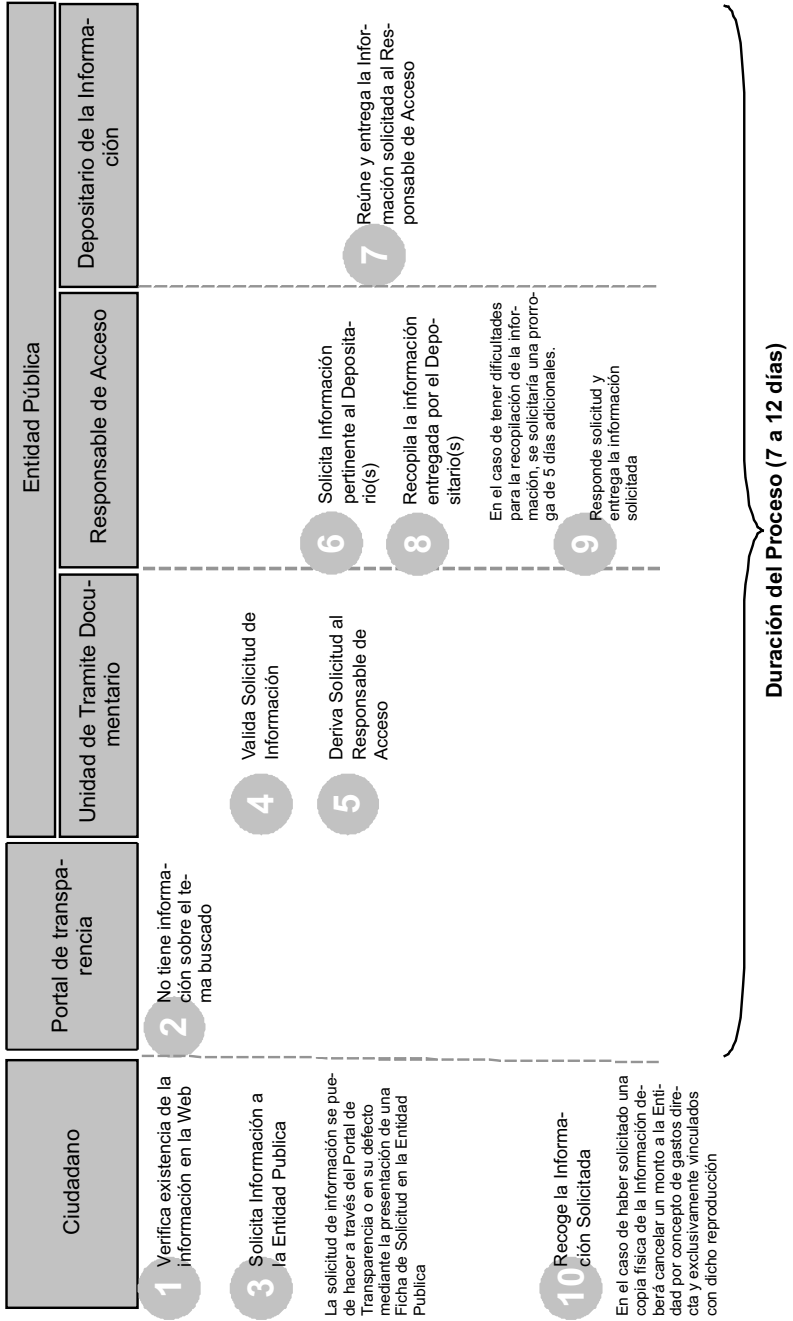 Ciudadano
Portal de transpa-
rencia
Entidad Pública
Unidad de Tramite Docu-
mentario
Responsable de Acceso
Depositario de la Informa-
ción
1
Verifica existencia de la
información en la Web
2
No tiene informa-
ción sobre el te-
ma buscado
3
Solicita Información a
la Entidad Publica
La solicitud de información se pue-
de hacer a través del Portal de
Transparencia o en su defecto
mediante la presentación de una
Ficha de Solicitud en la Entidad
Publica
4
Valida Solicitud de
Información
5
Deriva Solicitud al
Responsable de
Acceso
6
Solicita Información
pertinente al Deposita-
rio(s)
7
Reúne y entrega la Infor-
mación solicitada al Res-
ponsable de Acceso
8
Recopila la información
entregada por el Depo-
sitario(s)
En el caso de tener dificultades
para la recopilación de la infor-
mación, se solicitaría una prorro-
ga de 5 días adicionales.
9
Responde solicitud y
entrega la información
solicitada
10
Recoge la Informa-
ción Solicitada
En el caso de haber solicitado una
copia física de la Información de-
berá cancelar un monto a la Enti-
dad por concepto de gastos dire-
cta y exclusivamente vinculados
con dicho reproducción
Duración del Proceso (7 a 12 días)